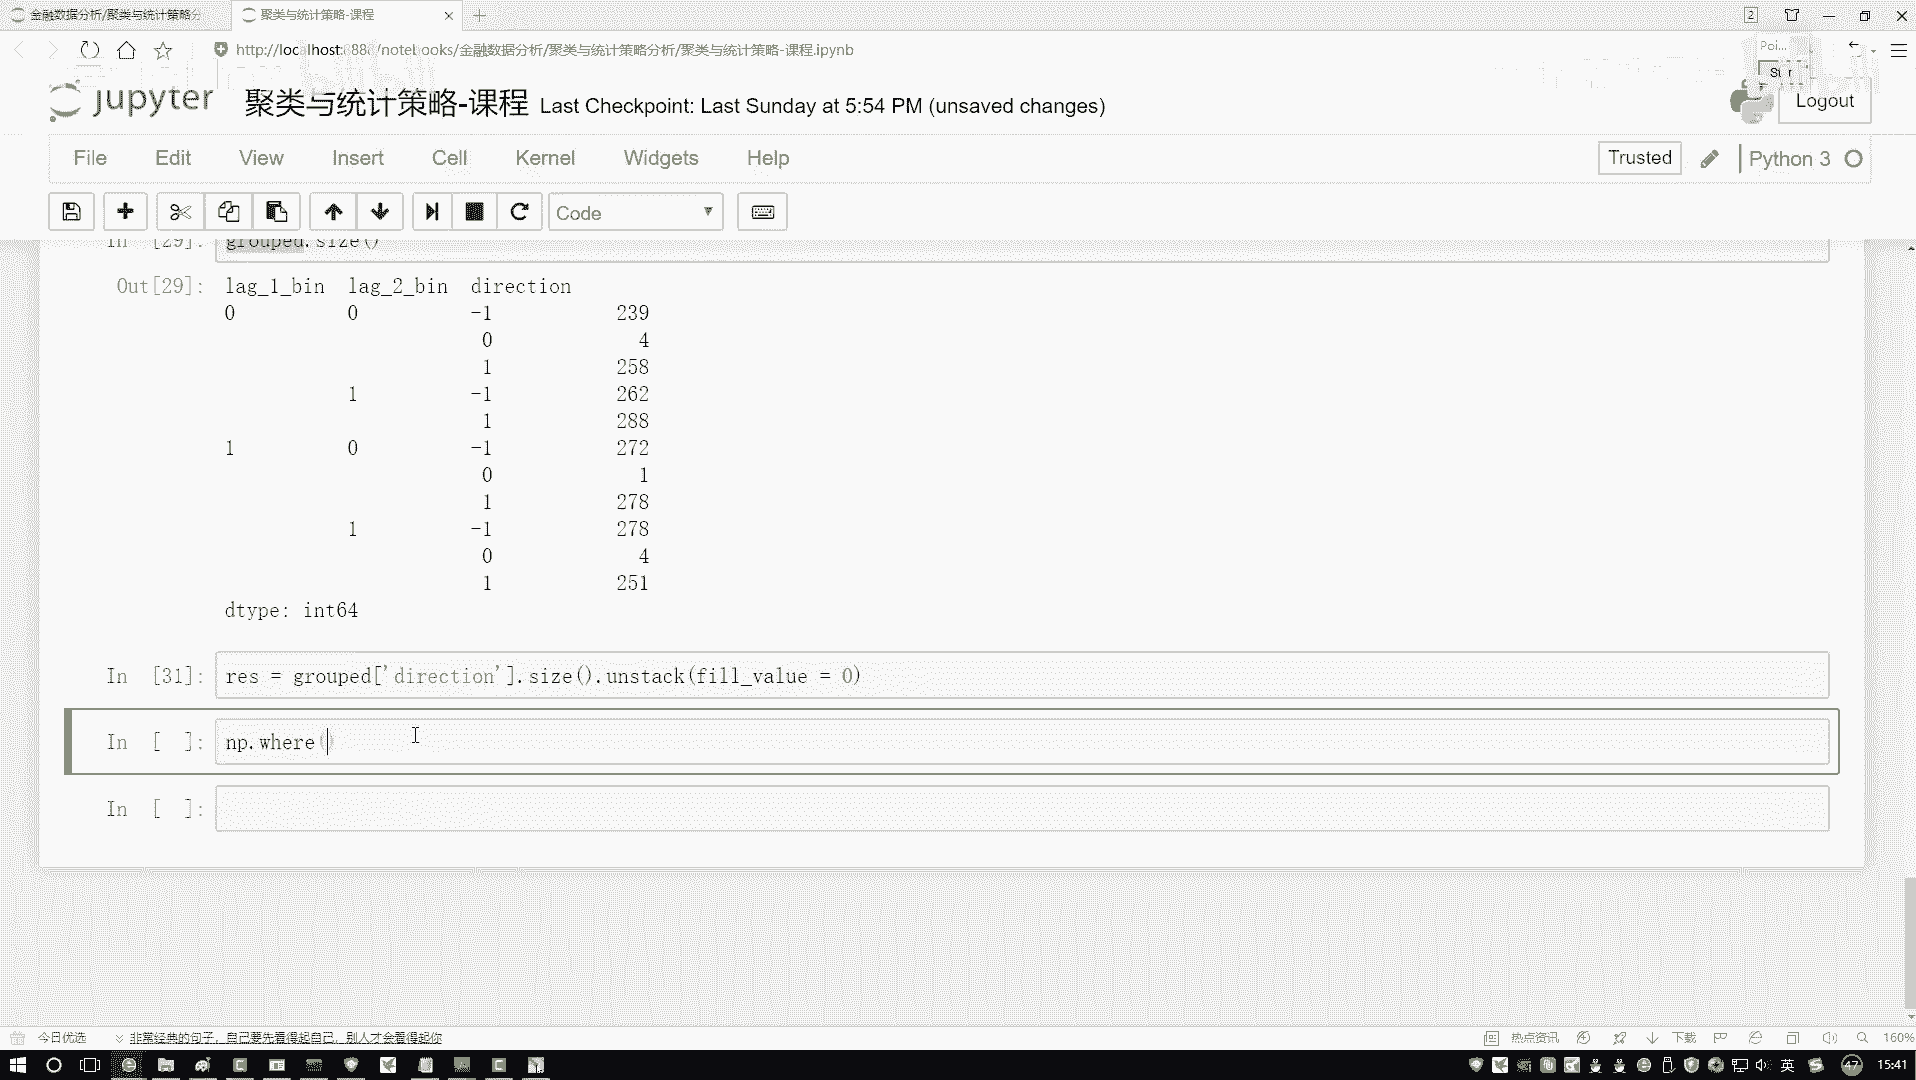 金融数据分析/聚类与统计策略分
聚类与统计策略-课程
2
http://localhost:888/notebooks/金融数据分析/聚类与统计策略分析/聚类与统计策略-课程.ipynb
Poi...
jupyter 聚类与统计策略-课程 Last Checkpoint: Last Sunday at 5:54 PM (unsaved changes)
Logout
File Edit View Insert Cell Kernel Widgets Help
Trusted Python 3
Code
In [29]: grouped.size()
Out[29]: lag_1_bin lag_2_bin direction
0 0 -1 239
0 4
1 258
1 -1 262
1 288
1 0 -1 272
0 1
1 278
1 -1 278
0 4
1 251
dtype: int64
In [31]: res = grouped['direction'].size().unstack(fill_value = 0)
In [ ]: np.where()
In [ ]:
今日优选 非常经典的句子，自己要先看得起自己，别人才会看得起你
热点资讯 下载 160%
英 47 15:41